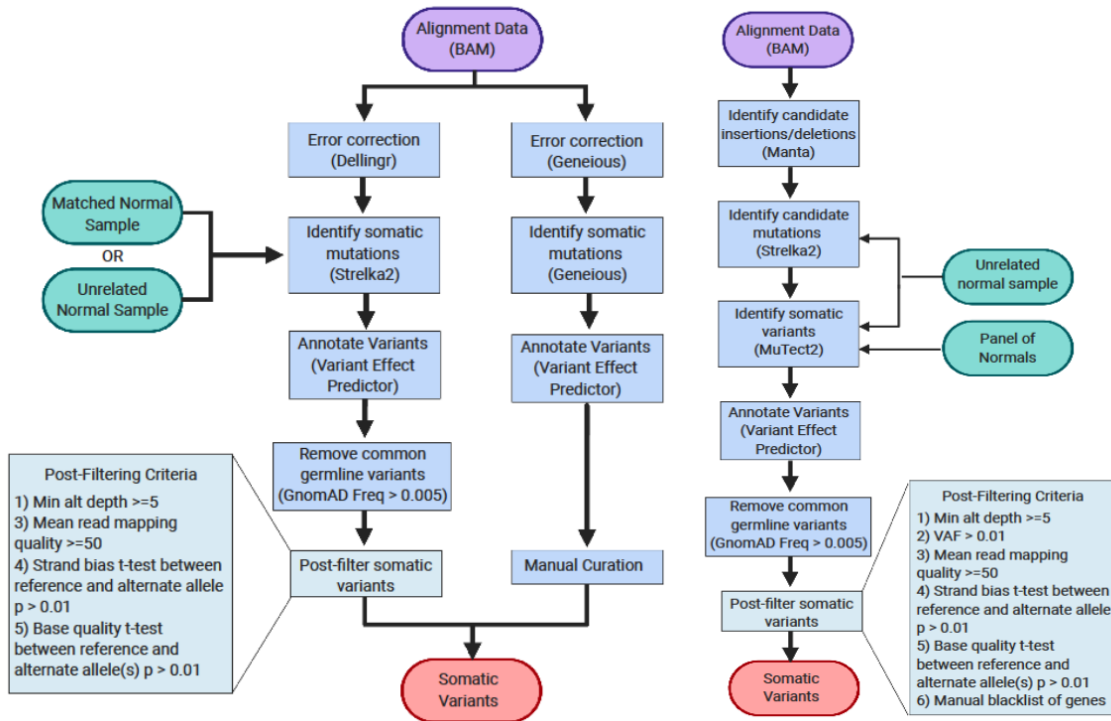 Alignment Data
(BAM)
Error correction
(Dellingr)
Error correction
(Geneious)
Matched Normal
Sample
OR
Unrelated
Normal Sample
Identify somatic
mutations
(Strelka2)
Identify somatic
mutations
(Geneious)
Annotate Variants
(Variant Effect
Predictor)
Annotate Variants
(Variant Effect
Predictor)
Remove common
germline variants
(GnomAD Freq > 0.005)
Post-Filtering Criteria
1) Min alt depth >=5
3) Mean read mapping
quality >=50
4) Strand bias t-test between
reference and alternate allele
p > 0.01
5) Base quality t-test
between reference and
alternate allele(s) p > 0.01
Post-filter somatic
variants
Manual Curation
Somatic
Variants
Alignment Data
(BAM)
Identify candidate
insertions/deletions
(Manta)
Identify candidate
mutations
(Strelka2)
Unrelated
normal sample
Identify somatic
variants
(MuTect2)
Panel of
Normals
Annotate Variants
(Variant Effect
Predictor)
Remove common
germline variants
(GnomAD Freq > 0.005)
Post-filter somatic
variants
Post-Filtering Criteria
1) Min alt depth >=5
2) VAF > 0.01
3) Mean read mapping
quality >=50
4) Strand bias t-test between
reference and alternate allele
p > 0.01
5) Base quality t-test
between reference and
alternate allele(s) p > 0.01
6) Manual blacklist of genes
Somatic
Variants